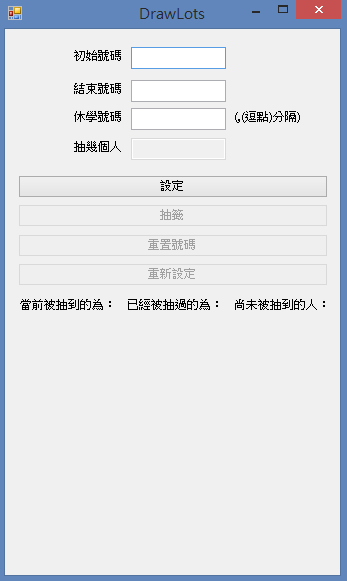 DrawLots
初始號碼
結束號碼
休學號碼 (,(逗點)分隔)
抽幾個人
設定
抽籤
重置號碼
重新設定
當前被抽到的為： 已經被抽過的為： 尚未被抽到的人：